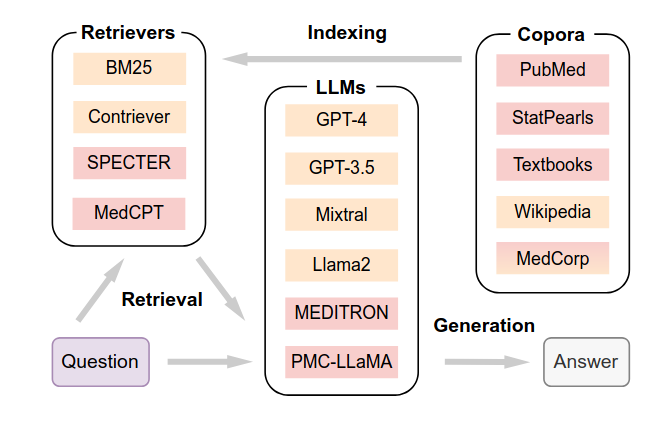 Retrievers
BM25
Contriever
SPECTER
MedCPT
Indexing
LLMs
GPT-4
GPT-3.5
Mixtral
Llama2
MEDITRON
PMC-LLaMA
Copora
PubMed
StatPearls
Textbooks
Wikipedia
MedCorp
Retrieval
Question
Generation
Answer